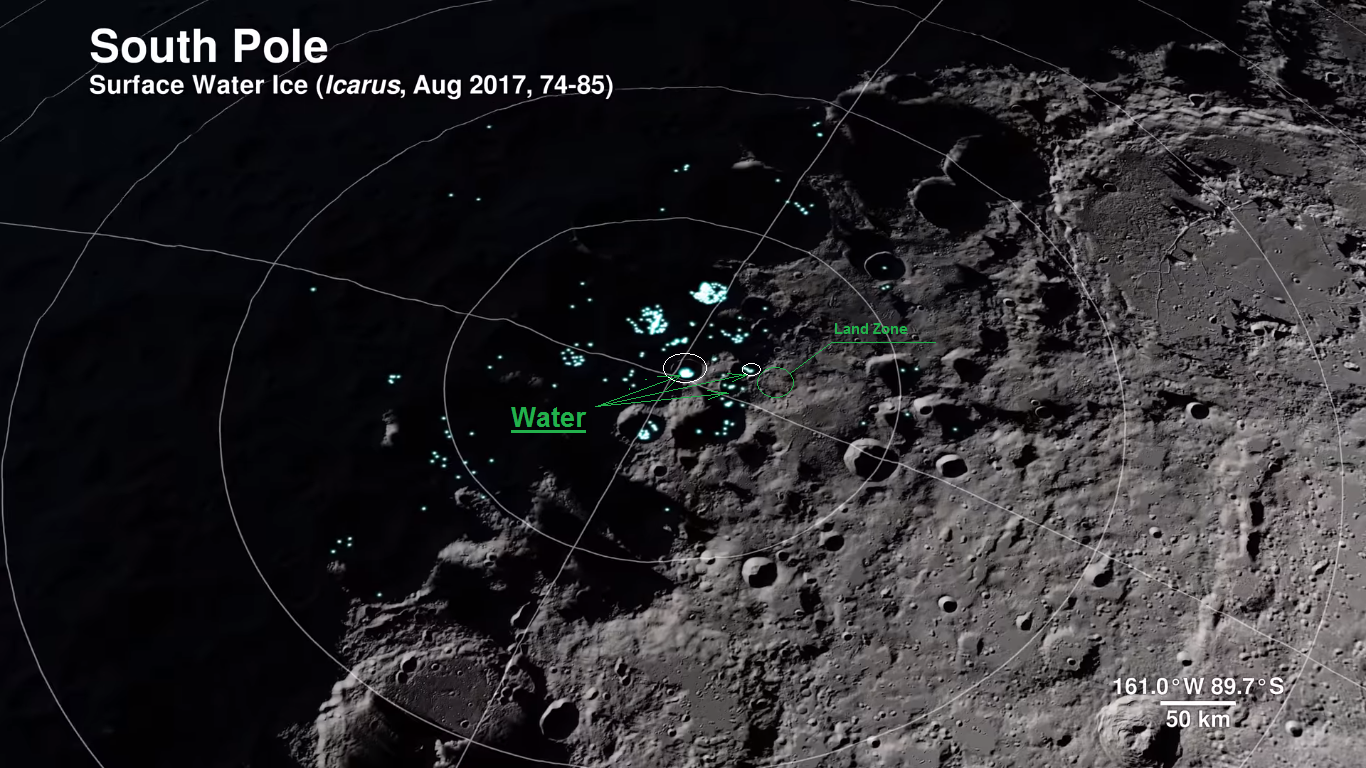 South Pole
Surface Water Ice (Icarus, Aug 2017, 74-85)
Land Zone
Water
161.0°W 89.7°S
50 km